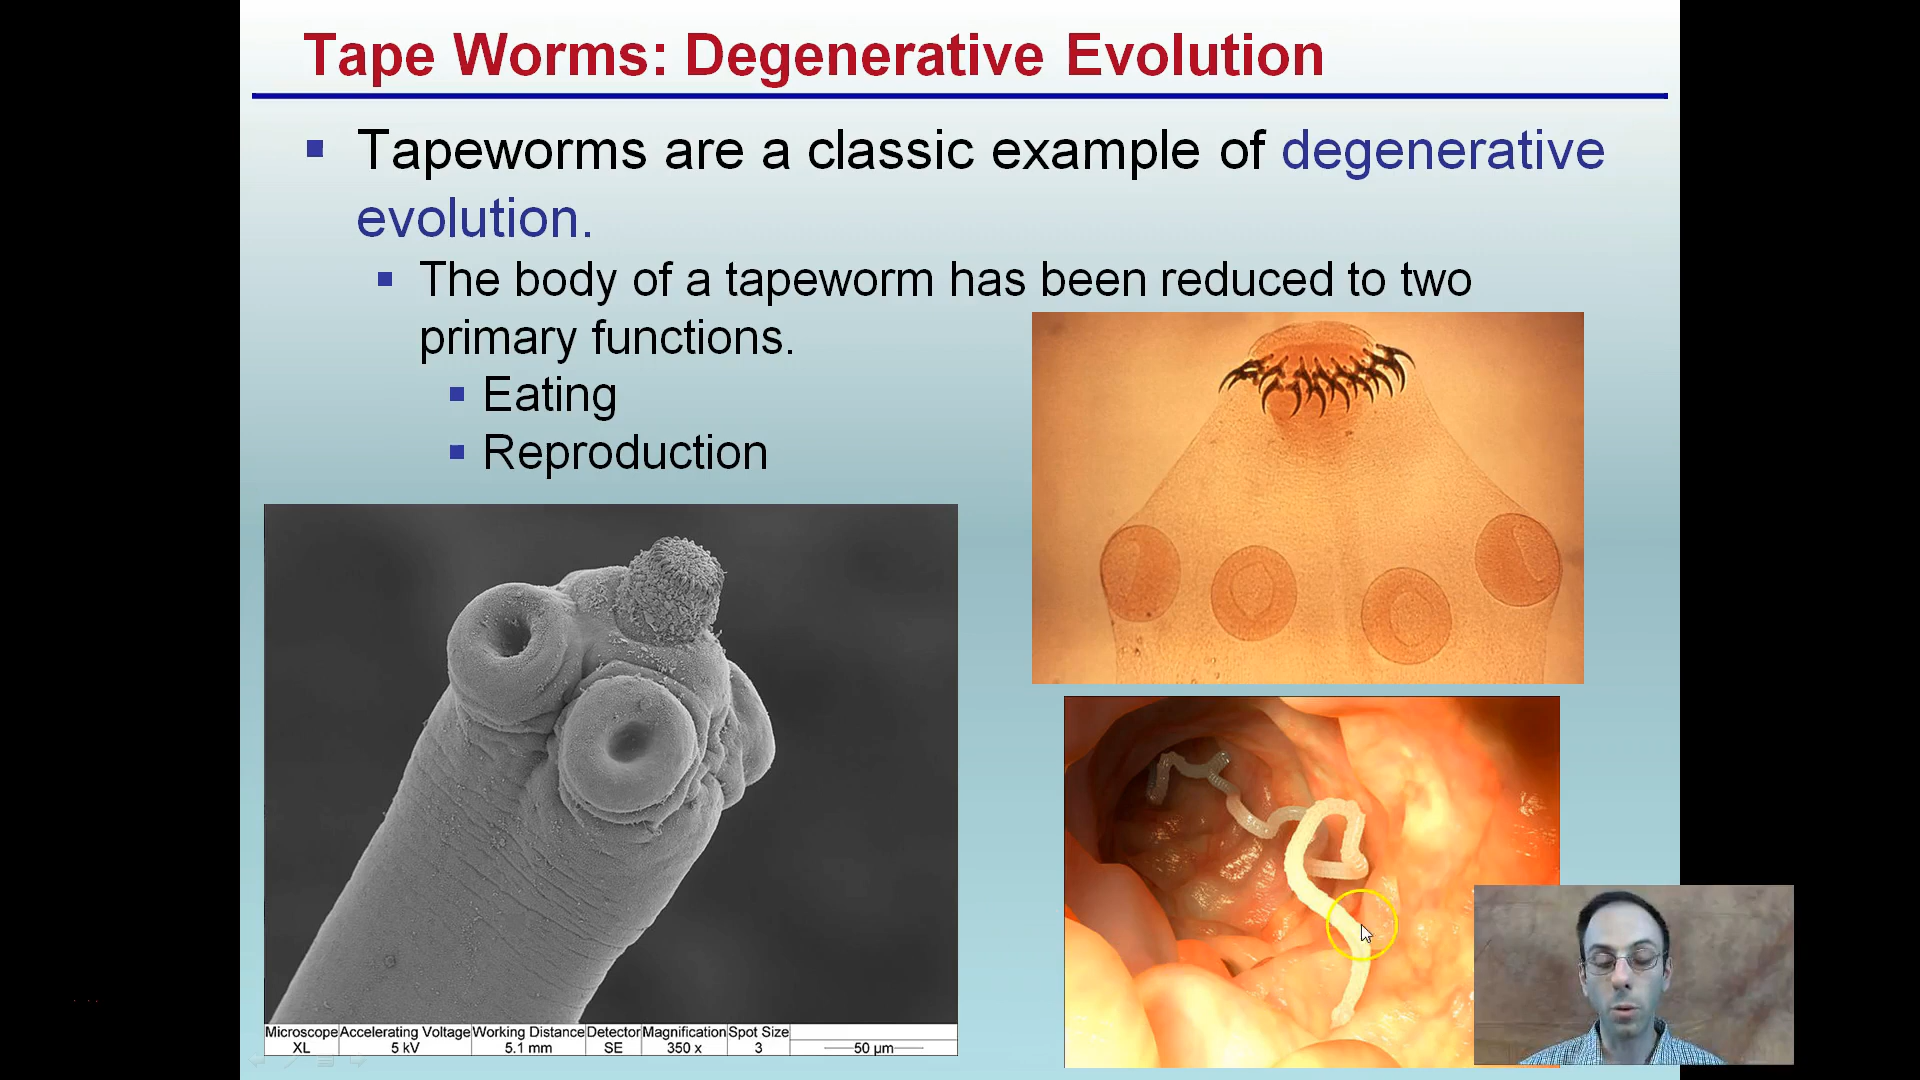 Tape Worms: Degenerative Evolution
Tapeworms are a classic example of degenerative
evolution.
The body of a tapeworm has been reduced to two
primary functions.
Eating
Reproduction
Microscope Accelerating Voltage Working Distance Detector Magnification Spot Size
XL 5 kV 5.1 mm SE 350 x 3 50 µm